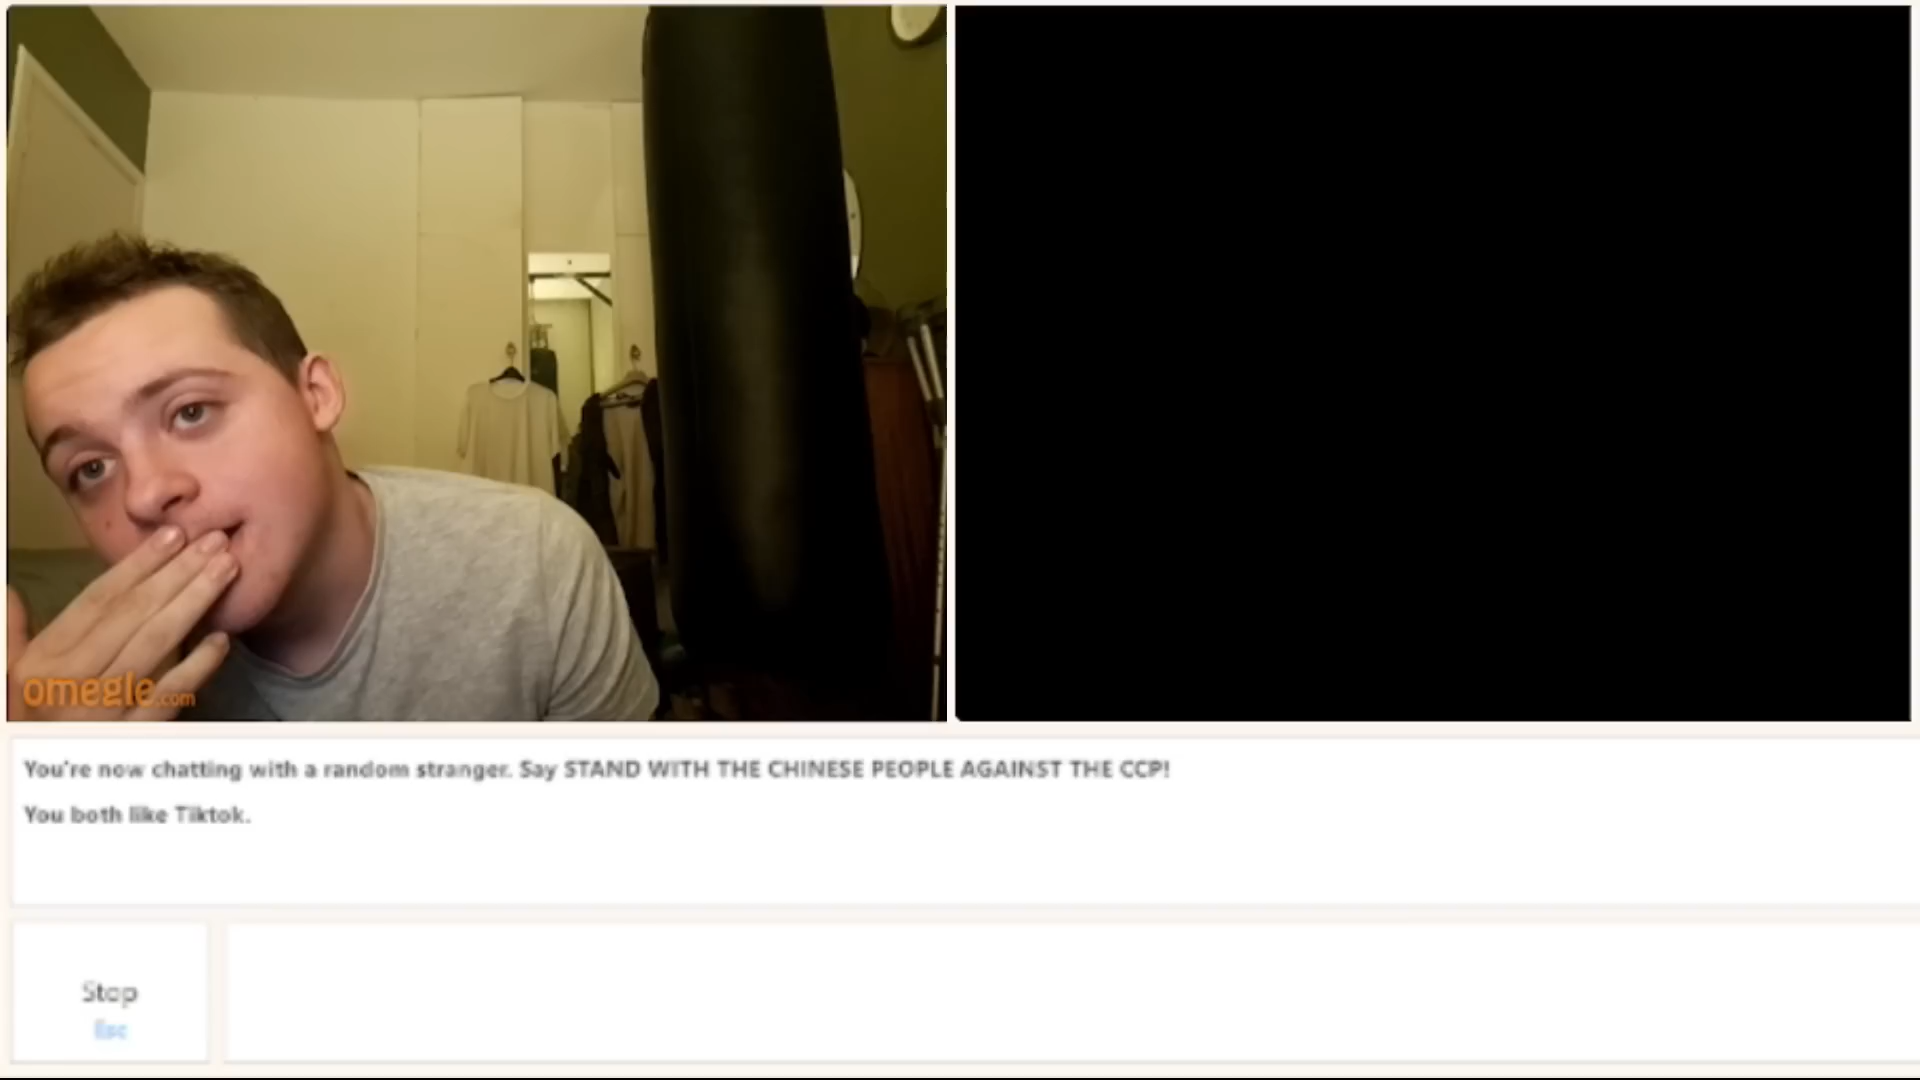 omegle.com
You're now chatting with a random stranger. Say STAND WITH THE CHINESE PEOPLE AGAINST THE CCP!
You both like Tiktok.
Stop
Esc